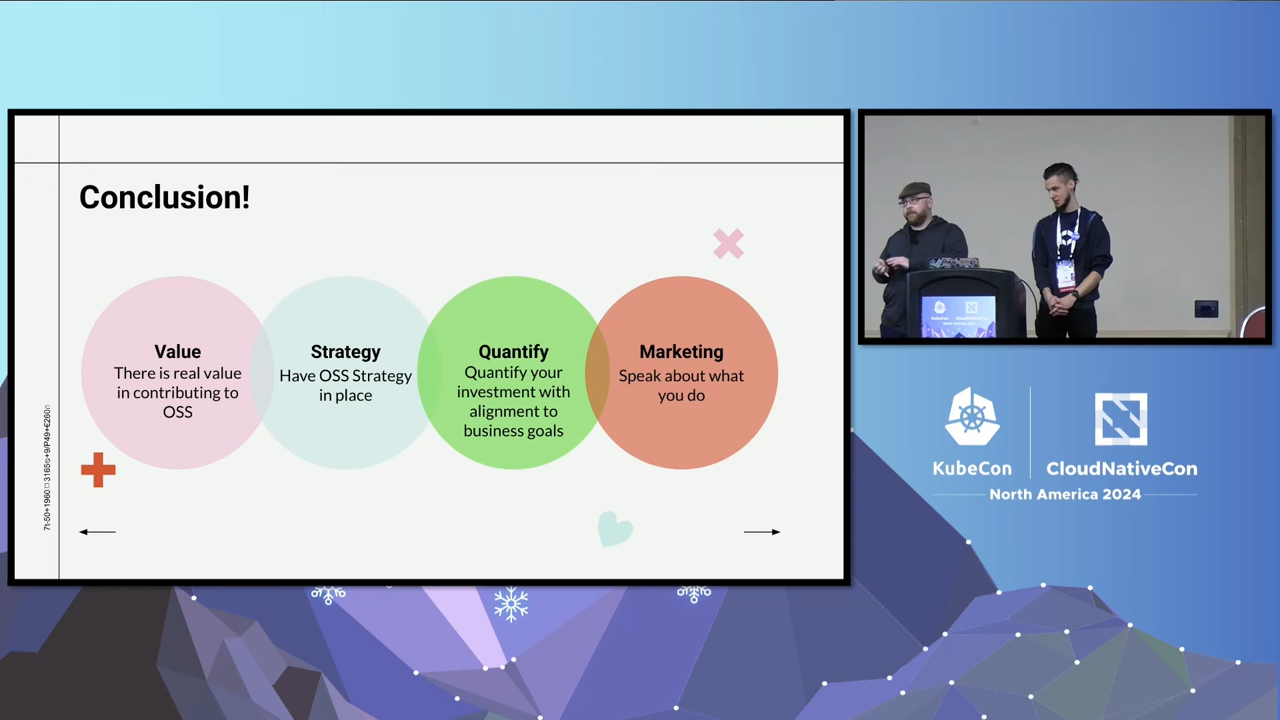 Conclusion!
Value
There is real value
in contributing to
OSS
Strategy
Have OSS Strategy
in place
Quantify
Quantify your
investment with
alignment to
business goals
Marketing
Speak about what
you do
KubeCon
CloudNativeCon
North America 2024